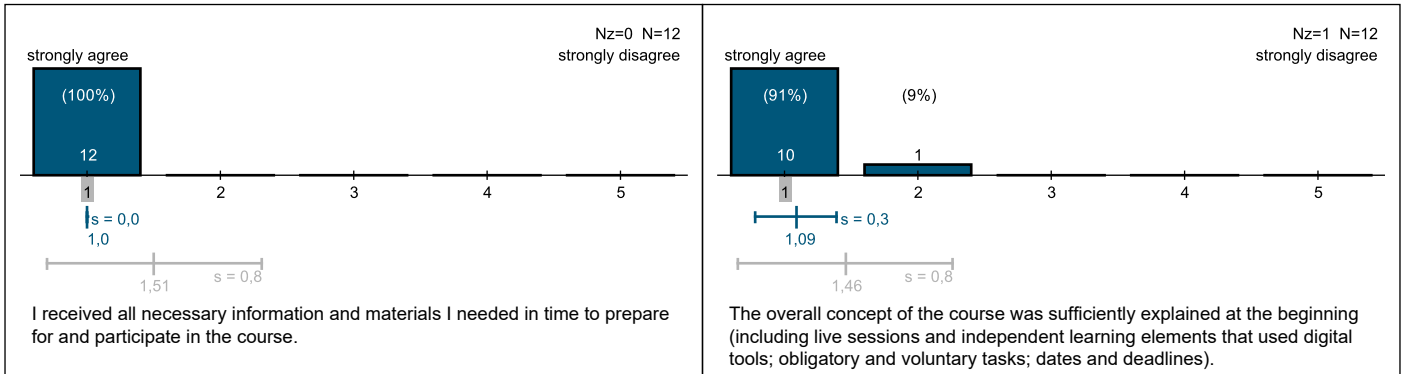 Nz=0 N=12
strongly agree
strongly disagree
(100%)
12
1 2 3 4 5
s = 0,0
1,0
s = 0,8
1,51
I received all necessary information and materials I needed in time to prepare
for and participate in the course.
Nz=1 N=12
strongly agree
strongly disagree
(91%) (9%)
10 1
1 2 3 4 5
s = 0,3
1,09
s = 0,8
1,46
The overall concept of the course was sufficiently explained at the beginning
(including live sessions and independent learning elements that used digital
tools; obligatory and voluntary tasks; dates and deadlines).